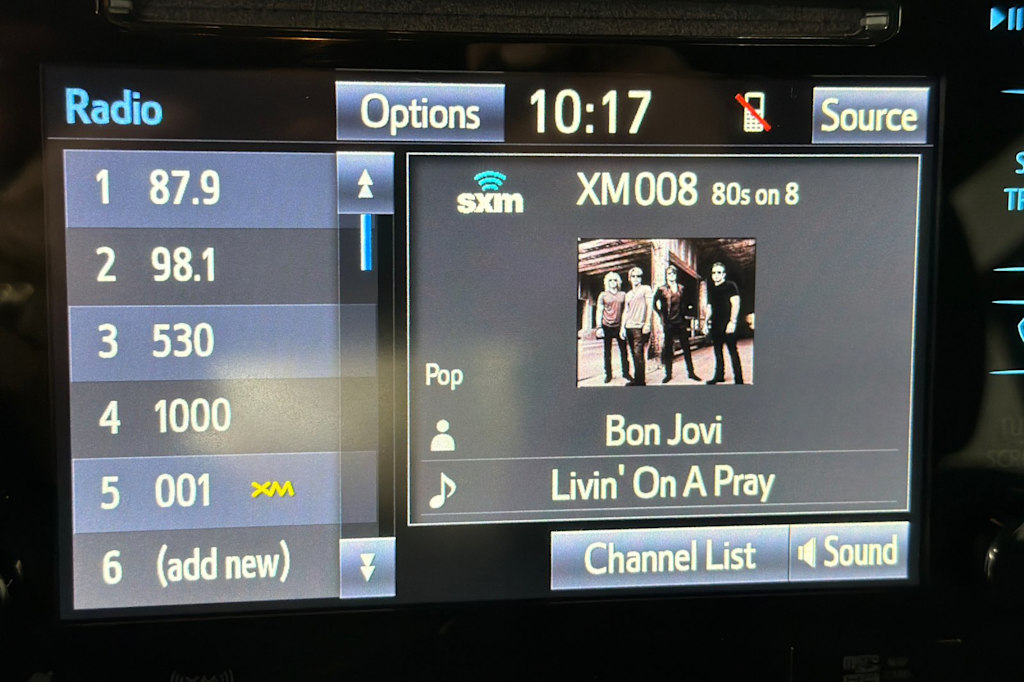 Radio
Options
10:17
Source
1 87.9
2 98.1
3 530
4 1000
5 001 XM
6 (add new)
sxm
XM008 80s on 8
Pop
Bon Jovi
Livin' On A Pray
Channel List
Sound